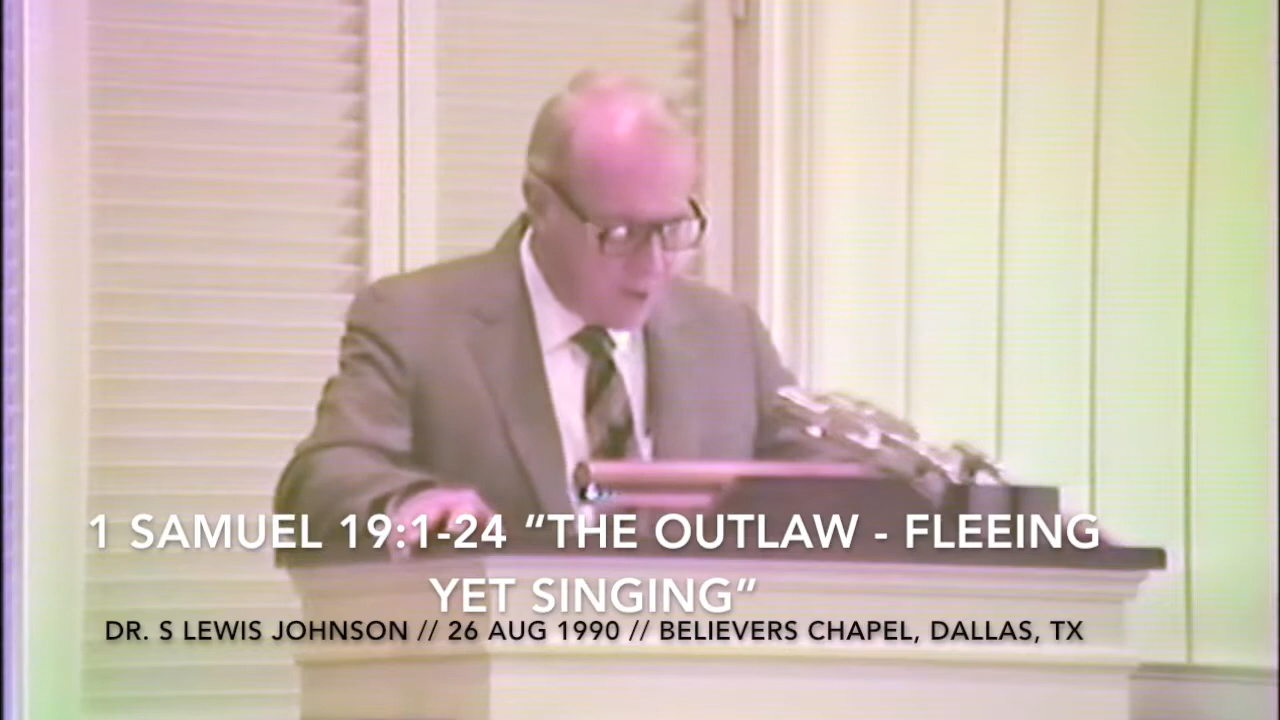 1 SAMUEL 19:1-24 “THE OUTLAW - FLEEING
YET SINGING”
DR. S LEWIS JOHNSON // 26 AUG 1990 // BELIEVERS CHAPEL, DALLAS, TX